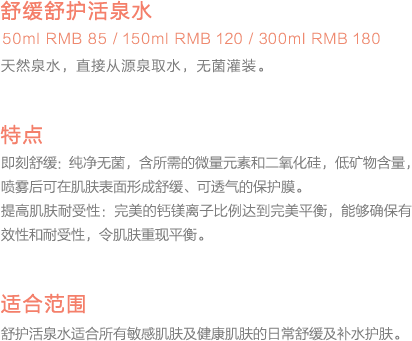 舒缓舒护活泉水
50ml RMB 85 / 150ml RMB 120 / 300ml RMB 180
天然泉水，直接从源泉取水，无菌灌装。
特点
即刻舒缓: 纯净无菌，含所需的微量元素和二氧化硅，低矿物含量，
喷雾后可在肌肤表面形成舒缓、可透气的保护膜。
提高肌肤耐受性：完美的钙镁离子比例达到完美平衡，能够确保有
效性和耐受性，令肌肤重现平衡。
适合范围
舒护活泉水适合所有敏感肌肤及健康肌肤的日常舒缓及补水护肤。